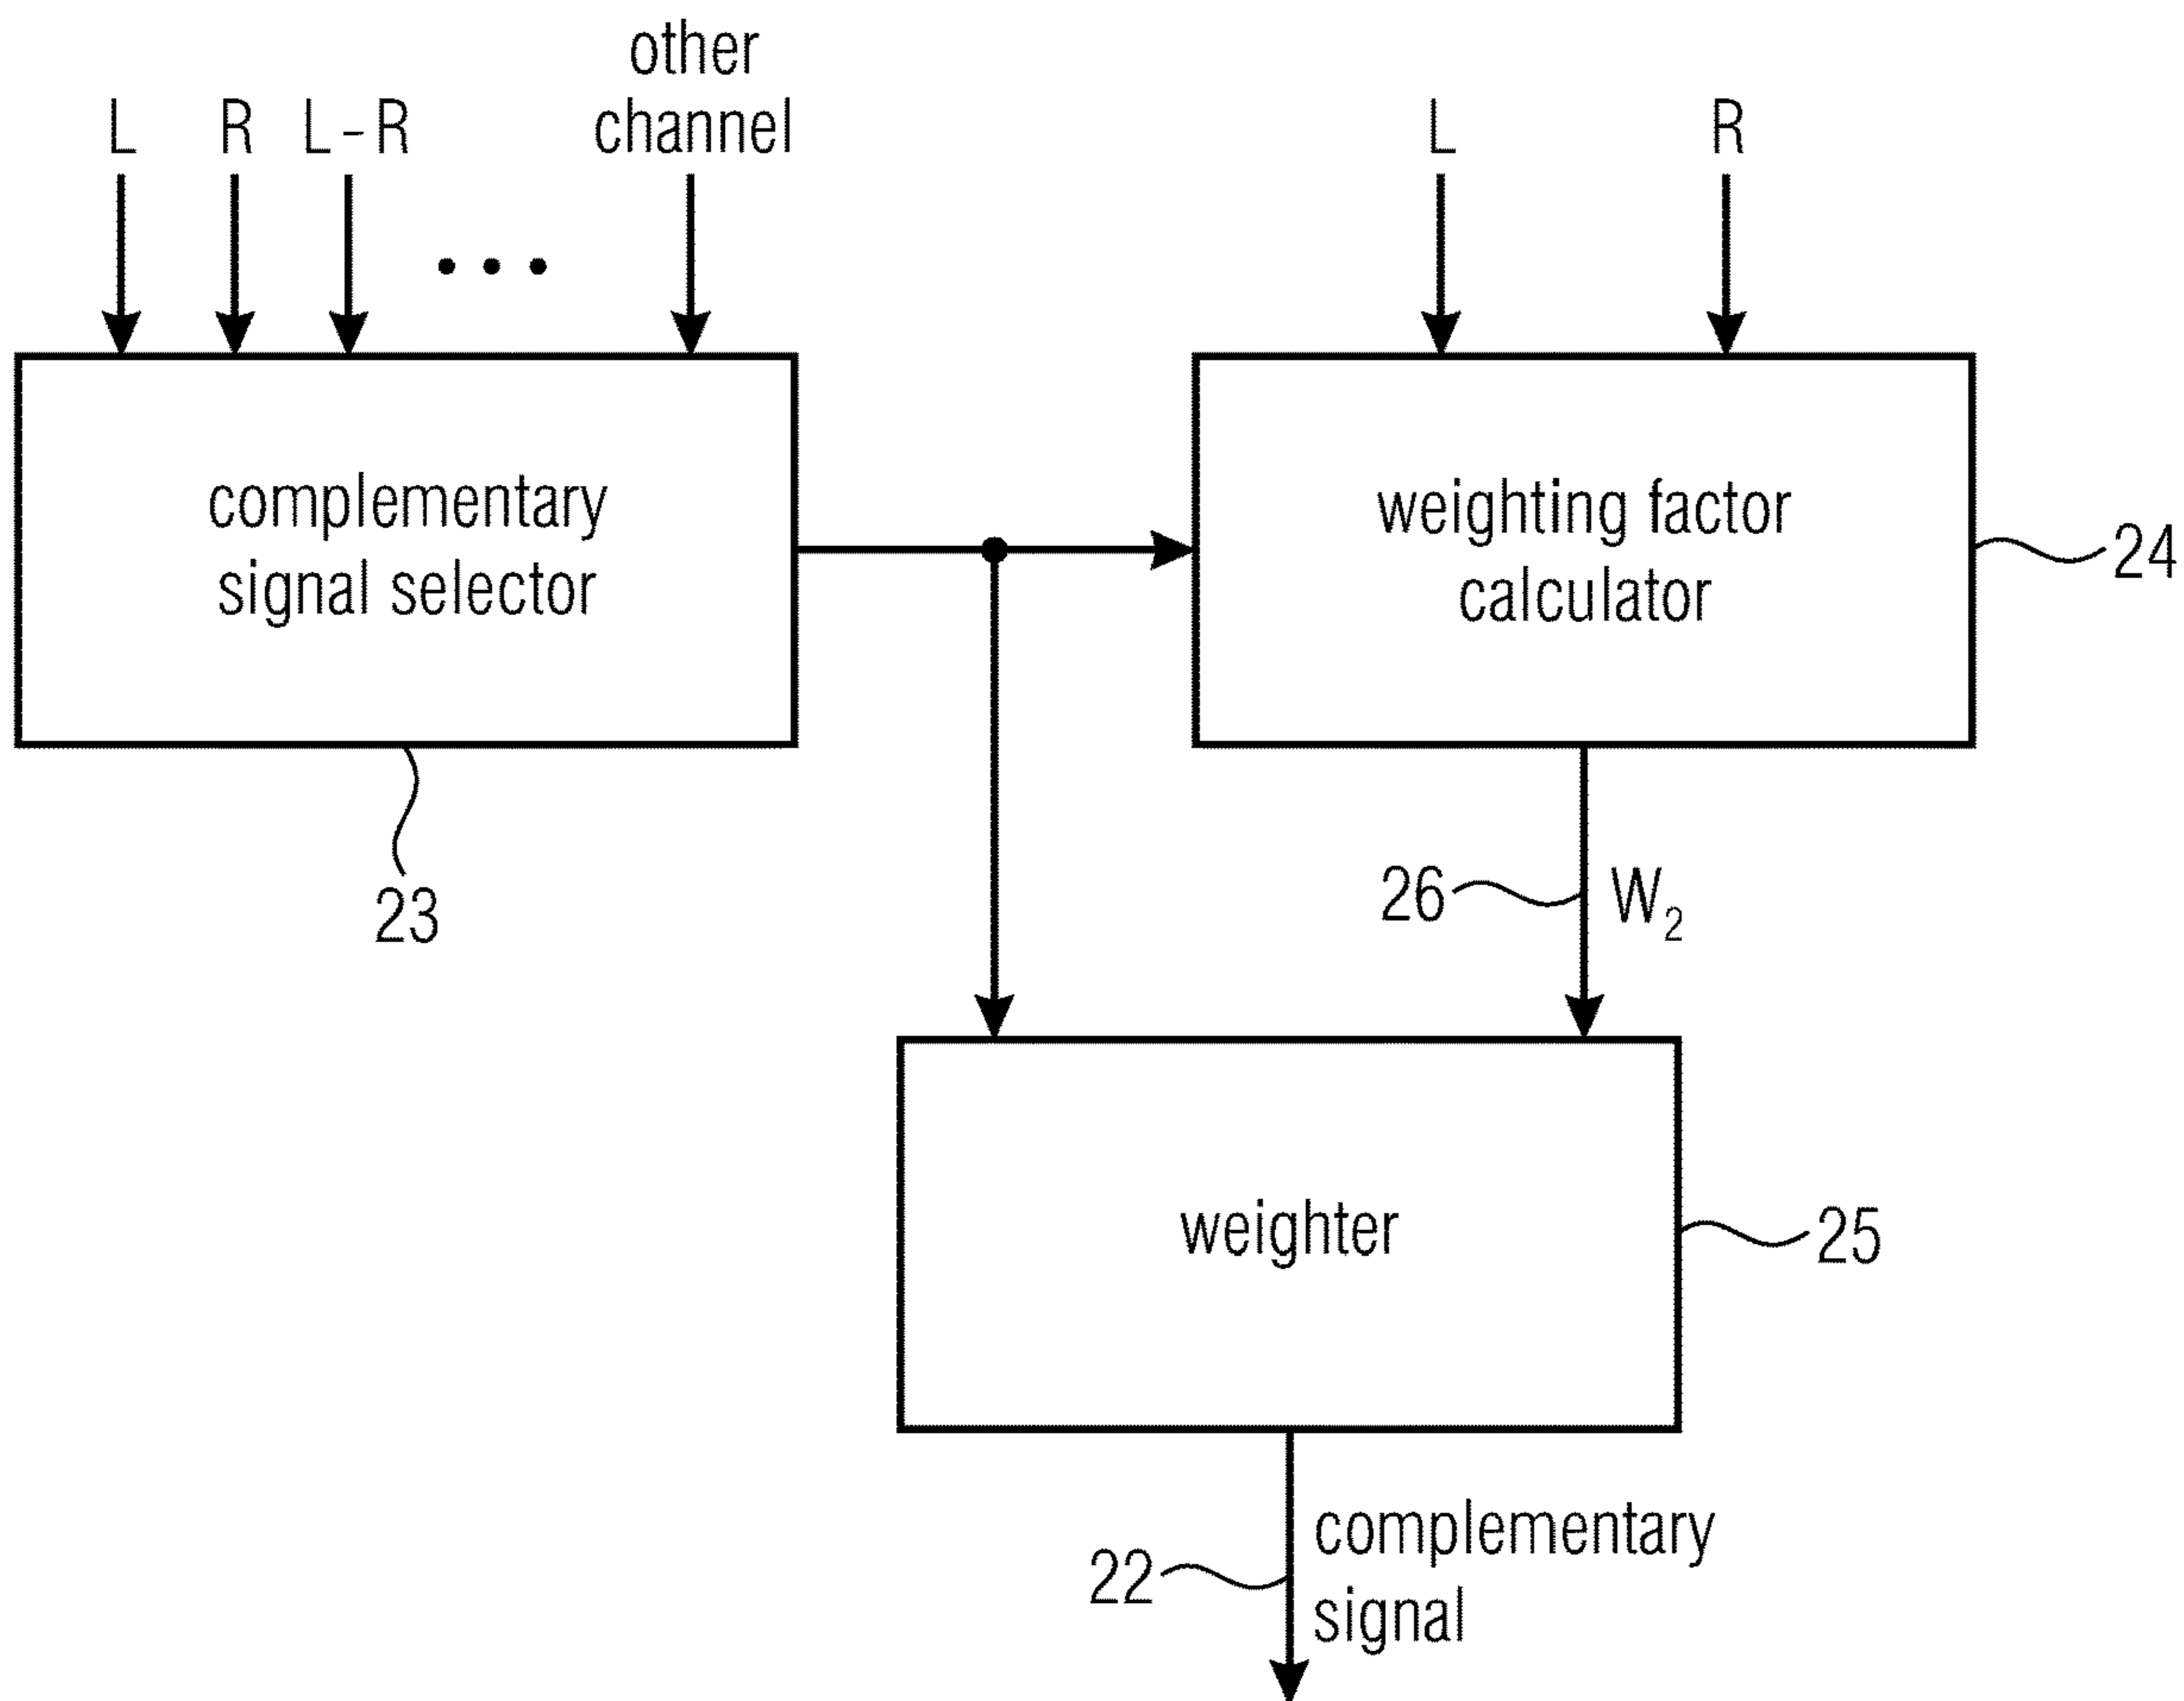 other
channel
L
R
L-R
L
R
...
complementary
signal selector
weighting factor
calculator
24
23
26
W2
weighter
25
22
complementary
signal